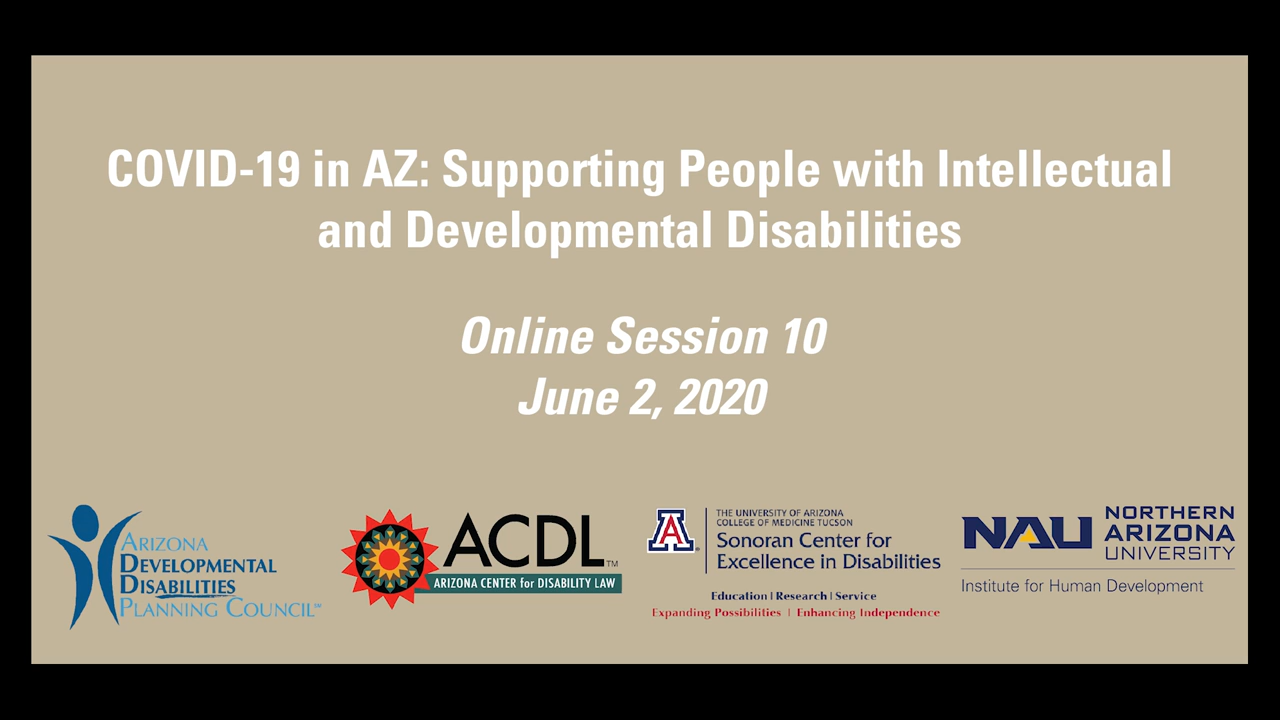 COVID-19 in AZ: Supporting People with Intellectual
and Developmental Disabilities
Online Session 10
June 2, 2020
ARIZONA
DEVELOPMENTAL
DISABILITIES
PLANNING COUNCIL℠
ACDL™
ARIZONA CENTER for DISABILITY LAW
A®
THE UNIVERSITY OF ARIZONA
COLLEGE OF MEDICINE TUCSON
Sonoran Center for
Excellence in Disabilities
Education | Research | Service
Expanding Possibilities | Enhancing Independence
NAU
NORTHERN
ARIZONA
UNIVERSITY
Institute for Human Development